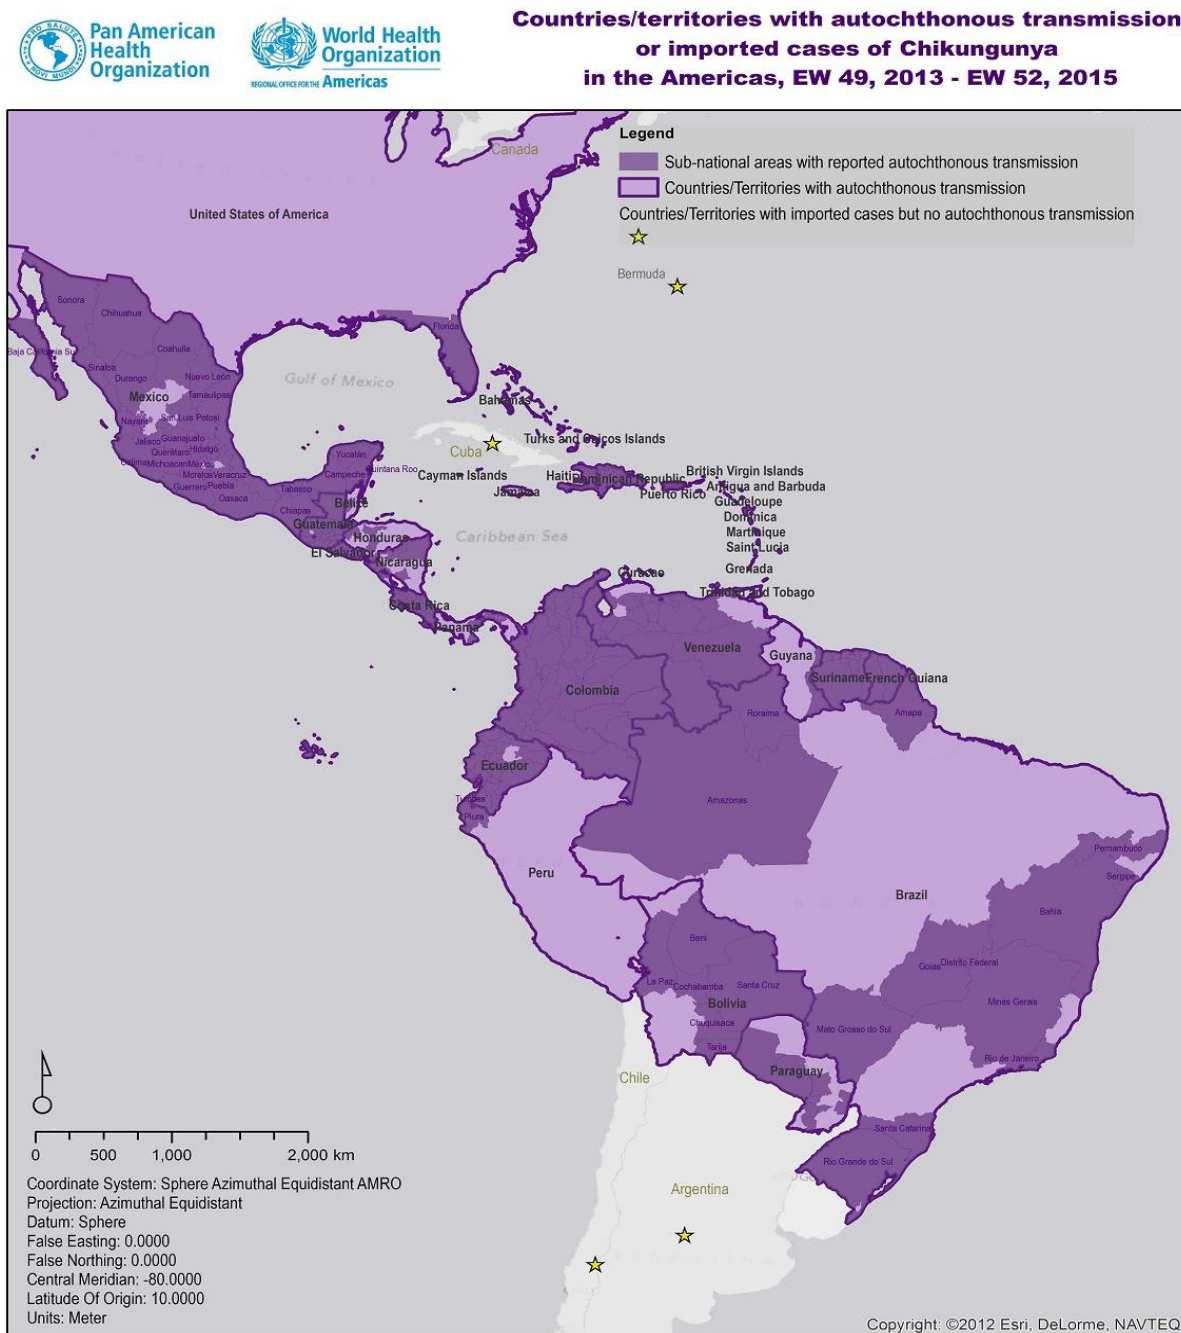 Pan American
Health
Organization
PRO SALUTE
NOVI MUNDI
World Health
Organization
REGIONAL OFFICE FOR THE Americas
Countries/territories with autochthonous transmission
or imported cases of Chikungunya
in the Americas, EW 49, 2013 - EW 52, 2015
Legend
Sub-national areas with reported autochthonous transmission
Countries/Territories with autochthonous transmission
Countries/Territories with imported cases but no autochthonous transmission
Canada
United States of America
Bermuda
Sonora
Chihuahua
Florida
Baja California Su
Coahuila
Sinaloa
Durango
Nuevo León
Gulf of Mexico
Mexico
Tamaulipas
Bahamas
Nayarit
San Luis Potosí
Jalisco
Guanajuato
Turks and Caicos Islands
Querétaro
Hidalgo
Cuba
Yucatán
Colima
Michoacán
México
Quintana Roo
Campeche
Cayman Islands
Haiti
Dominican Republic
British Virgin Islands
Morelos
Veracruz
Guerrero
Puebla
Tabasco
Jamaica
Puerto Rico
Antigua and Barbuda
Oaxaca
Belize
Guadeloupe
Chiapas
Dominica
Guatemala
Honduras
Caribbean Sea
Martinique
El Salvador
Saint Lucia
Nicaragua
Curacao
Grenada
Costa Rica
Trinidad and Tobago
Panama
Venezuela
Guyana
Colombia
Suriname
French Guiana
Roraima
Amapa
Ecuador
Tumbes
Amazonas
Piura
Pernambuco
Peru
Sergipe
Brazil
Bahia
Beni
Goias
Distrito Federal
La Paz
Cochabamba
Santa Cruz
Bolivia
Minas Gerais
Chuquisaca
Mato Grosso do Sul
Tarija
Rio de Janeiro
Paraguay
Chile
Santa Catarina
Rio Grande do Sul
Argentina
0 500 1,000 2,000 km
Coordinate System: Sphere Azimuthal Equidistant AMRO
Projection: Azimuthal Equidistant
Datum: Sphere
False Easting: 0.0000
False Northing: 0.0000
Central Meridian: -80.0000
Latitude Of Origin: 10.0000
Units: Meter
Copyright: ©2012 Esri, DeLorme, NAVTEQ